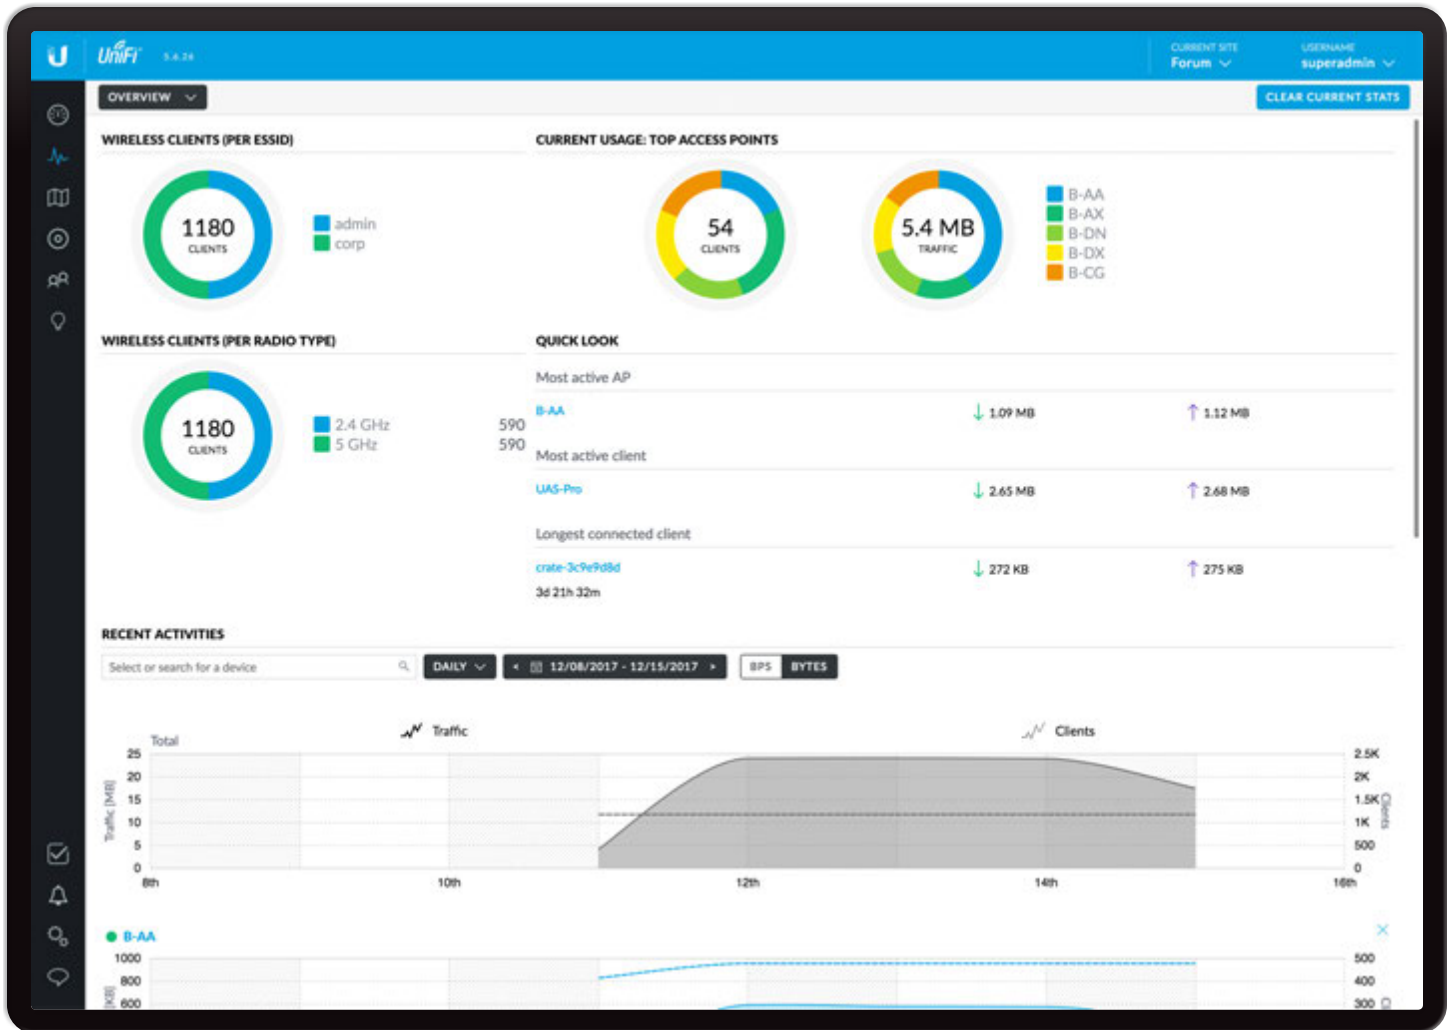 UniFi 5.6.26
CURRENT SITE
Forum
USERNAME
superadmin
OVERVIEW
CLEAR CURRENT STATS
WIRELESS CLIENTS (PER ESSID)
1180
CLIENTS
admin
corp
CURRENT USAGE: TOP ACCESS POINTS
54
CLIENTS
5.4 MB
TRAFFIC
B-AA
B-AX
B-DN
B-DX
B-CG
WIRELESS CLIENTS (PER RADIO TYPE)
1180
CLIENTS
2.4 GHz 590
5 GHz 590
QUICK LOOK
Most active AP
B-AA ↓ 1.09 MB ↑ 1.12 MB
Most active client
UAS-Pro ↓ 2.65 MB ↑ 2.68 MB
Longest connected client
crate-3c9e9d8d ↓ 272 KB ↑ 275 KB
3d 21h 32m
RECENT ACTIVITIES
Select or search for a device
DAILY
< 12/08/2017 - 12/15/2017 >
BPS BYTES
Traffic
Clients
Total
Traffic [MB]
25
20
15
10
5
0
2.5K
2K
1.5K
1K
500
0
Clients
8th 10th 12th 14th 16th
B-AA
1000
800
600
[KB]
500
400
300